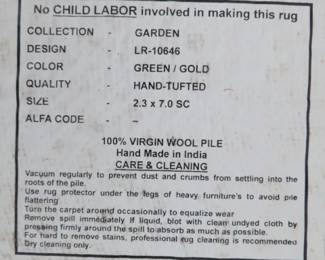 No CHILD LABOR involved in making this rug
COLLECTION - GARDEN
DESIGN - LR-10646
COLOR - GREEN / GOLD
QUALITY - HAND-TUFTED
SIZE - 2.3 x 7.0 SC
ALFA CODE - –
100% VIRGIN WOOL PILE
Hand Made in India
CARE & CLEANING
Vacuum regularly to prevent dust and crumbs from settling into the
roots of the pile.
Use rug protector under the legs of heavy furniture's to avoid pile
flattering
Turn the carpet around occasionally to equalize wear
Remove spill immediately If liquid, blot with clean undyed cloth by
pressing firmly around the spill to absorb as much as possible.
For hard to remove stains, professional rug cleaning is recommended
Dry cleaning only.